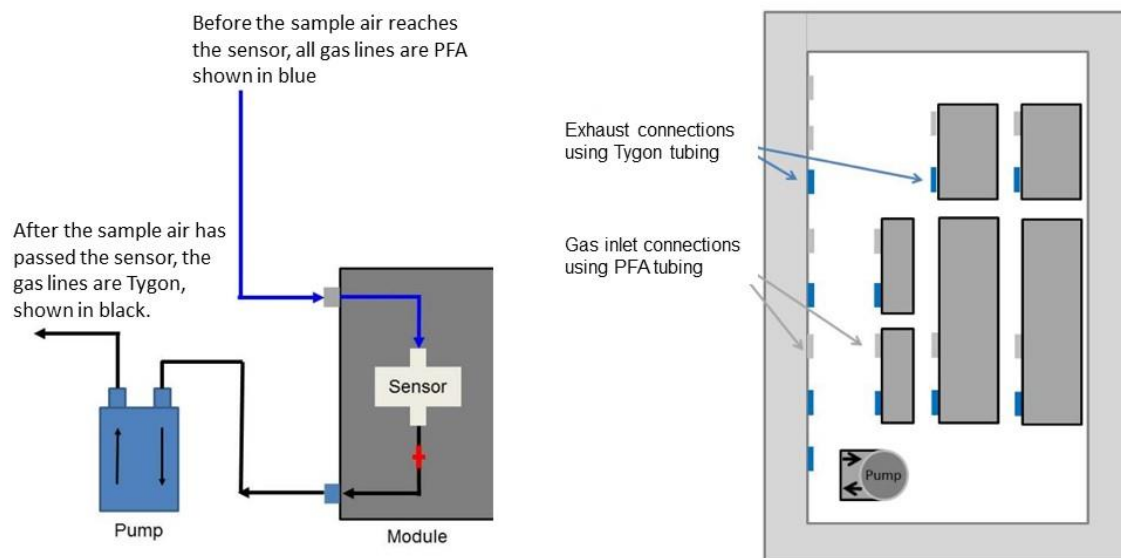 Before the sample air reaches
the sensor, all gas lines are PFA
shown in blue
After the sample air has
passed the sensor, the
gas lines are Tygon,
shown in black.
Sensor
Pump
Module
Exhaust connections
using Tygon tubing
Gas inlet connections
using PFA tubing
Pump